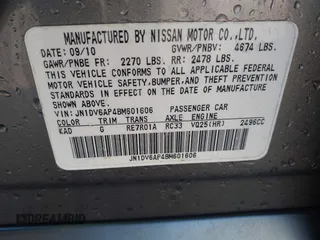 MANUFACTURED BY NISSAN MOTOR CO.,LTD.
DATE: 09/10 GVWR/PNBV: 4674 LBS.
GAWR/PNBE FR: 2270 LBS. RR: 2478 LBS.
THIS VEHICLE CONFORMS TO ALL APPLICABLE FEDERAL
MOTOR VEHICLE SAFETY, BUMPER, AND THEFT PREVENTION
STANDARDS IN EFFECT ON THE DATE OF MANUFACTURE
SHOWN ABOVE.
VIN: JN1DV6AP4BM601606 PASSENGER CAR
COLOR TRIM TRANS AXLE ENGINE
KAD G RE7R01A RC33 VQ25(HR) 2496CC
JN1DV6AP4BM601606
DREAMBID